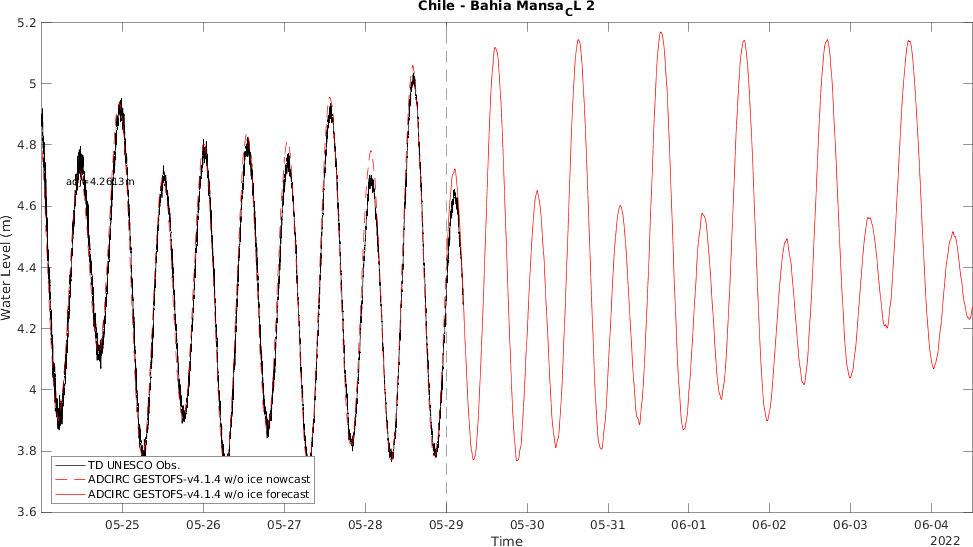 Chile - Bahia Mansa_CL 2
5.2
5
4.8
4.6
4.4
4.2
4
3.8
3.6
Water Level (m)
adj=4.2613m
TD UNESCO Obs.
ADCIRC GESTOFS-v4.1.4 w/o ice nowcast
ADCIRC GESTOFS-v4.1.4 w/o ice forecast
05-25 05-26 05-27 05-28 05-29 05-30 05-31 06-01 06-02 06-03 06-04
Time
2022